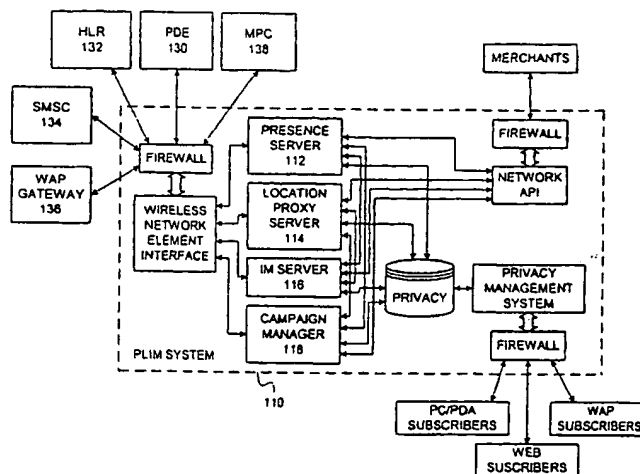 HLR
132
PDE
130
MPC
138
MERCHANTS
SMSC
134
FIREWALL
PRESENCE
SERVER
112
FIREWALL
WAP
GATEWAY
136
WIRELESS
NETWORK
ELEMENT
INTERFACE
LOCATION
PROXY
SERVER
114
NETWORK
API
IM SERVER
116
PRIVACY
PRIVACY
MANAGEMENT
SYSTEM
CAMPAIGN
MANAGER
118
FIREWALL
PLIM SYSTEM
110
PC/PDA SUBSCRIBERS
WAP
SUBSCRIBERS
WEB
SUSCRIBERS